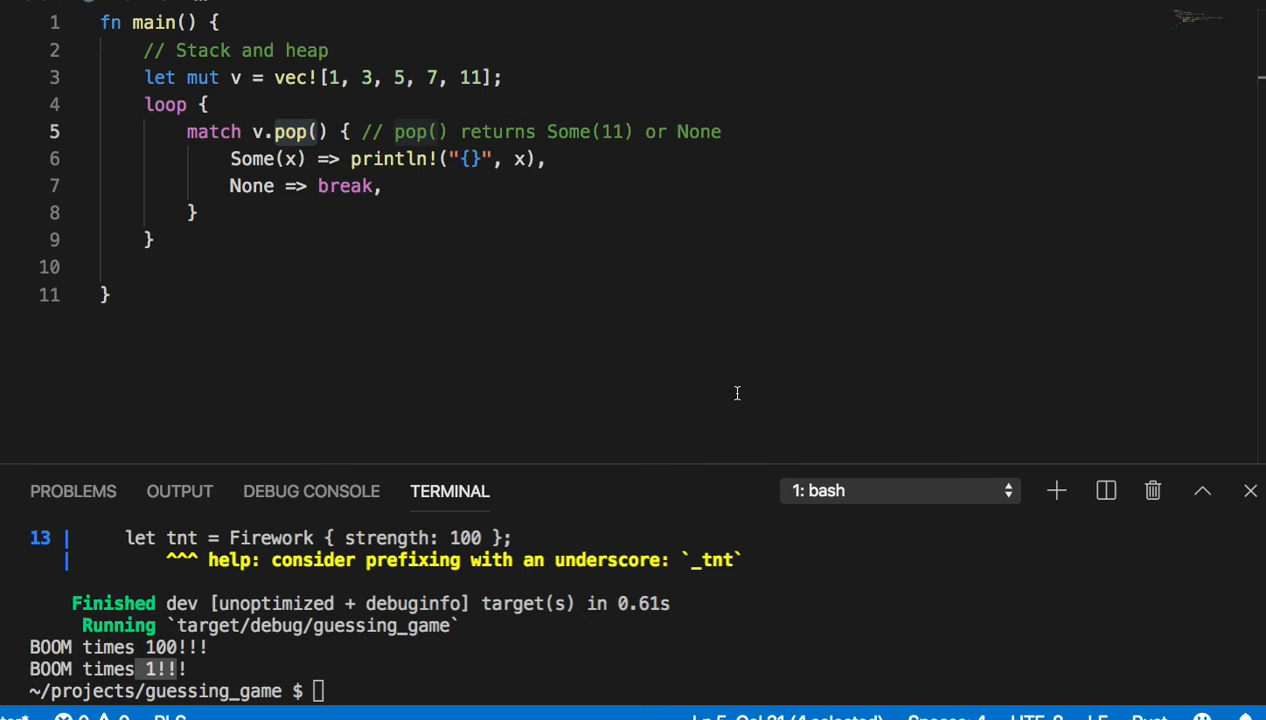 1 fn main() {
2 // Stack and heap
3 let mut v = vec![1, 3, 5, 7, 11];
4 loop {
5 match v.pop() { // pop() returns Some(11) or None
6 Some(x) => println!("{}", x),
7 None => break,
8 }
9 }
10
11 }
PROBLEMS OUTPUT DEBUG CONSOLE TERMINAL 1: bash
13 | let tnt = Firework { strength: 100 };
| ^^^ help: consider prefixing with an underscore: `_tnt`
Finished dev [unoptimized + debuginfo] target(s) in 0.61s
Running `target/debug/guessing_game`
BOOM times 100!!!
BOOM times 1!!!
~/projects/guessing_game $